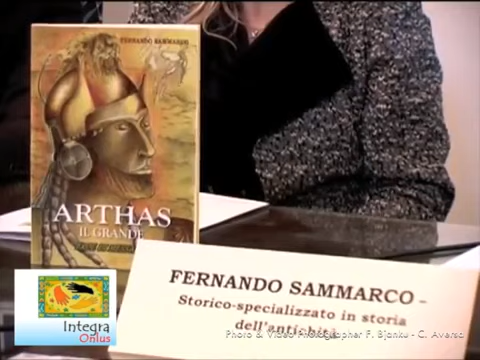 FERNANDO SAMMARCO
ARTHAS
IL GRANDE
FERNANDO SAMMARCO -
Storico-specializzato in storia
dell'antichità
Integra
Onlus
Photo & Video Photographer F. Bjanku - C. Aversa